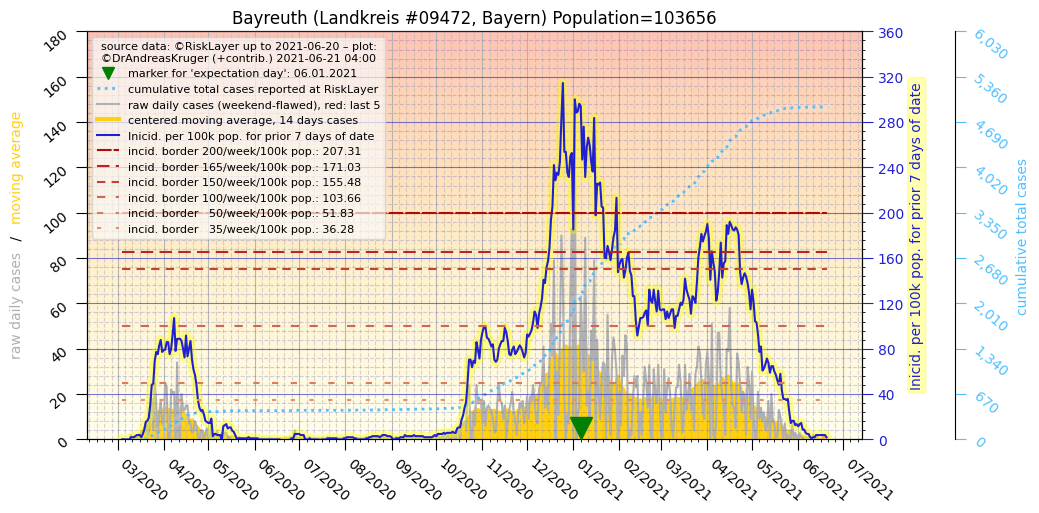 Bayreuth (Landkreis #09472, Bayern) Population=103656
source data: ©RiskLayer up to 2021-06-20 – plot:
©DrAndreasKruger (+contrib.) 2021-06-21 04:00
marker for 'expectation day': 06.01.2021
cumulative total cases reported at RiskLayer
raw daily cases (weekend-flawed), red: last 5
centered moving average, 14 days cases
Inicid. per 100k pop. for prior 7 days of date
incid. border 200/week/100k pop.: 207.31
incid. border 165/week/100k pop.: 171.03
incid. border 150/week/100k pop.: 155.48
incid. border 100/week/100k pop.: 103.66
incid. border   50/week/100k pop.: 51.83
incid. border   35/week/100k pop.: 36.28
raw daily cases / moving average
180
160
140
120
100
80
60
40
20
0
03/2020
04/2020
05/2020
06/2020
07/2020
08/2020
09/2020
10/2020
11/2020
12/2020
01/2021
02/2021
03/2021
04/2021
05/2021
06/2021
07/2021
360
320
280
240
200
160
120
80
40
0
Inicid. per 100k pop. for prior 7 days of date
6,030
5,360
4,690
4,020
3,350
2,680
2,010
1,340
670
0
cumulative total cases